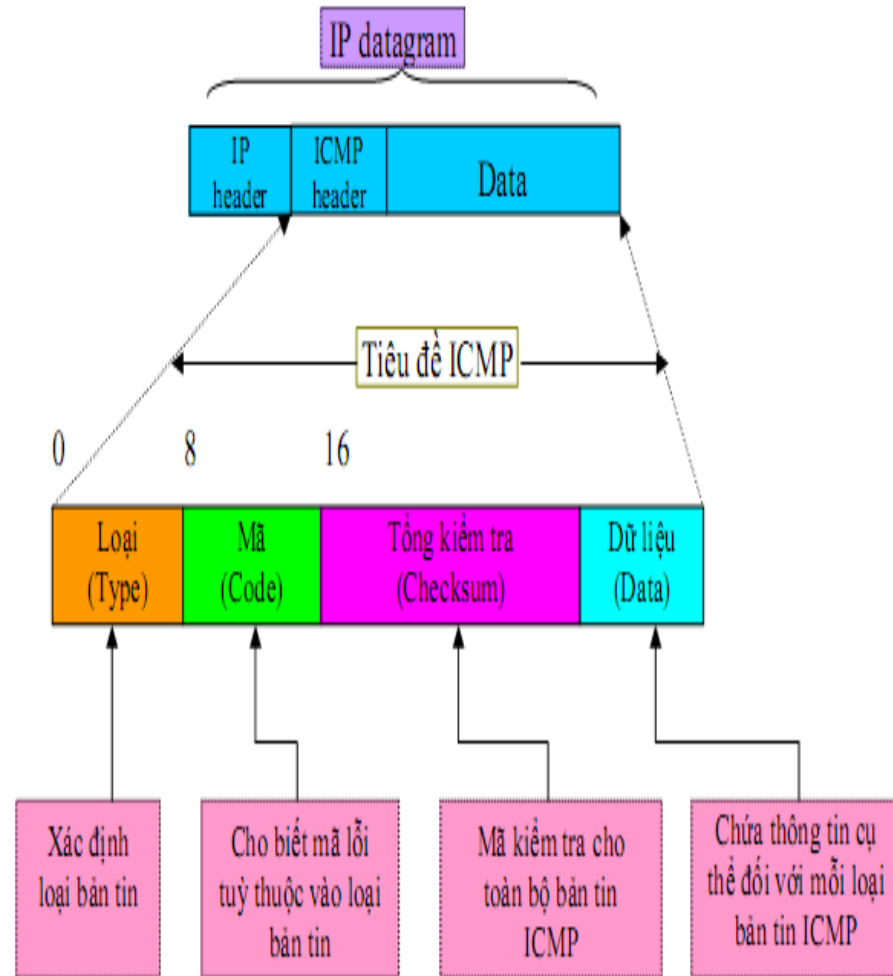 IP datagram
IP
header
ICMP
header
Data
Tiêu đề ICMP
0 8 16
Loại
(Type)
Mã
(Code)
Tổng kiểm tra
(Checksum)
Dữ liệu
(Data)
Xác định
loại bản tin
Cho biết mã lỗi
tuỳ thuộc vào loại
bản tin
Mã kiểm tra cho
toàn bộ bản tin
ICMP
Chứa thông tin cụ
thể đối với mỗi loại
bản tin ICMP